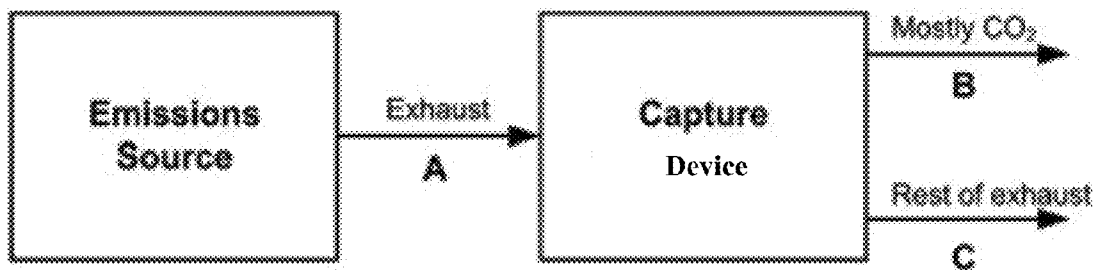 Emissions
Source
Exhaust
A
Capture
Device
Mostly CO₂
B
Rest of exhaust
C